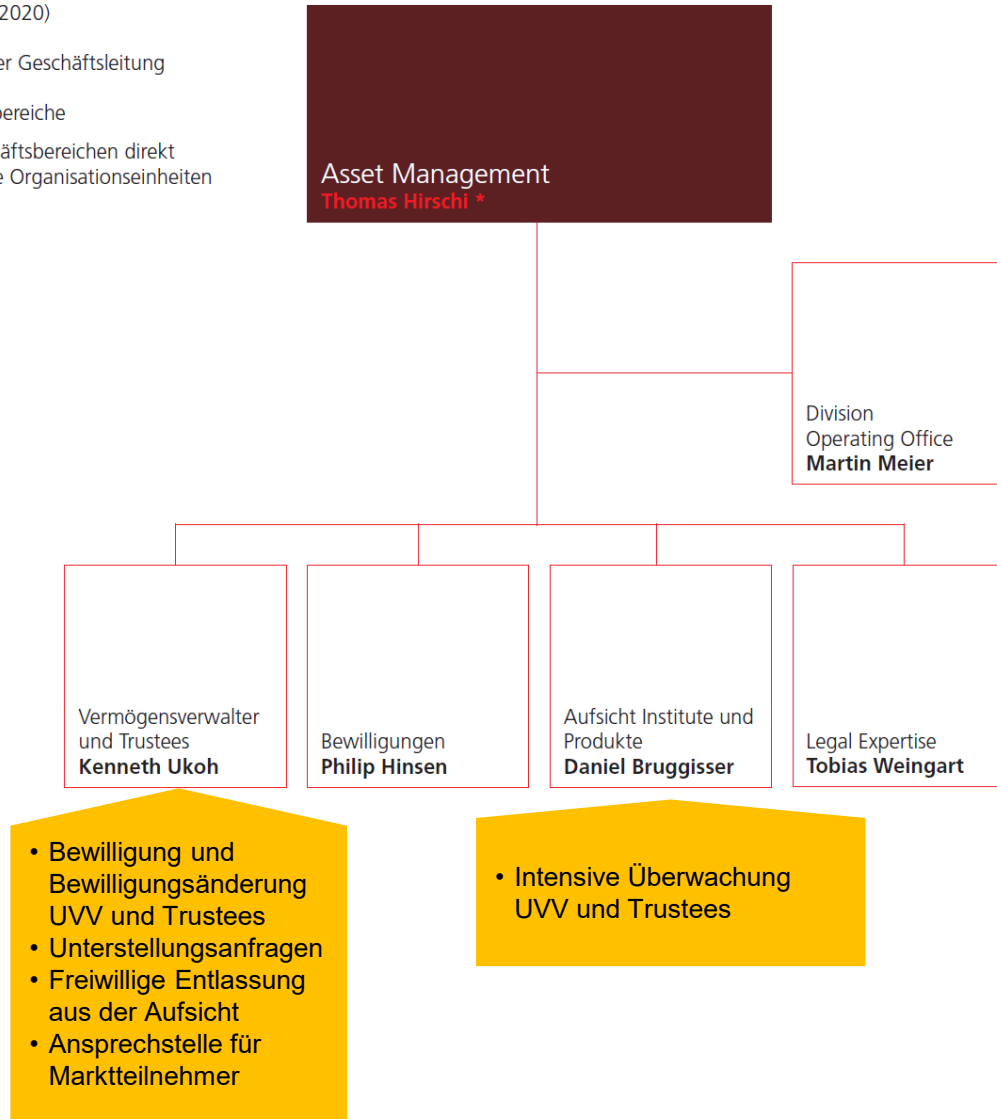 2020)
er Geschäftsleitung
ereiche
äftsbereichen direkt
e Organisationseinheiten
Asset Management
Thomas Hirschi *
Division
Operating Office
Martin Meier
Vermögensverwalter
und Trustees
Kenneth Ukoh
Bewilligungen
Philip Hinsen
Aufsicht Institute und
Produkte
Daniel Bruggisser
Legal Expertise
Tobias Weingart
• Bewilligung und
Bewilligungsänderung
UVV und Trustees
• Unterstellungsanfragen
• Freiwillige Entlassung
aus der Aufsicht
• Ansprechstelle für
Marktteilnehmer
• Intensive Überwachung
UVV und Trustees